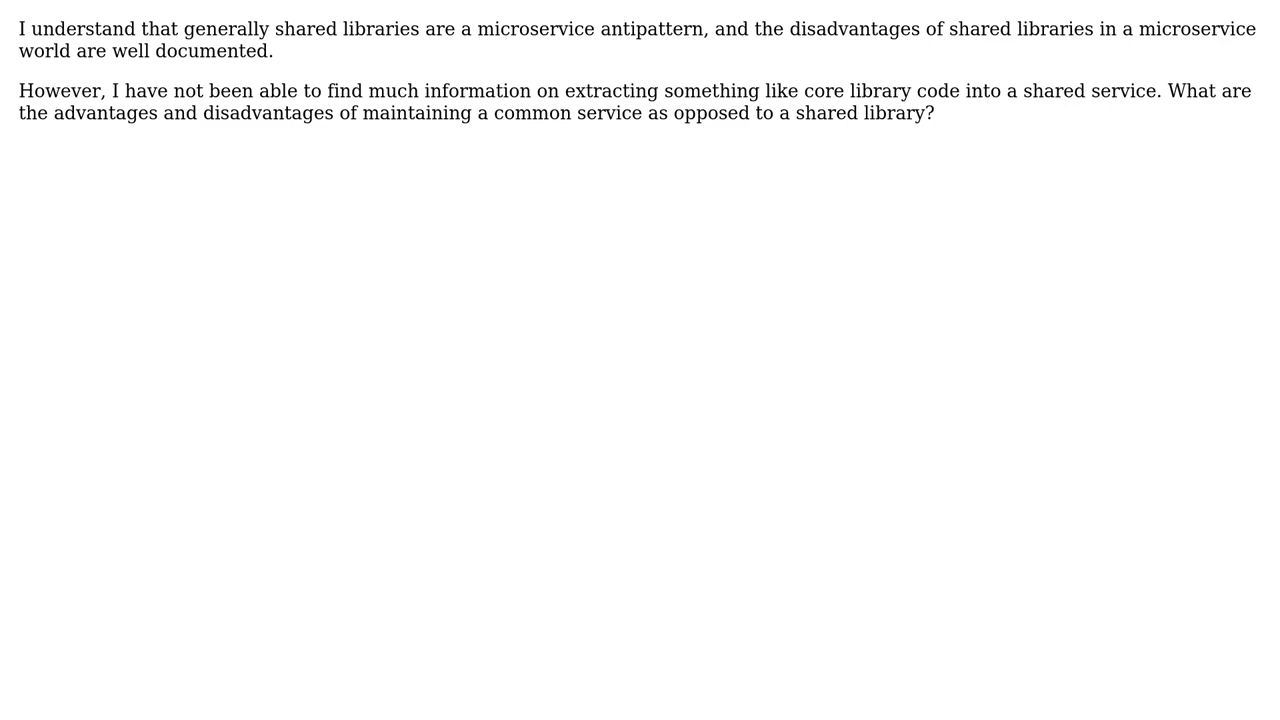 I understand that generally shared libraries are a microservice antipattern, and the disadvantages of shared libraries in a microservice
world are well documented.
However, I have not been able to find much information on extracting something like core library code into a shared service. What are
the advantages and disadvantages of maintaining a common service as opposed to a shared library?